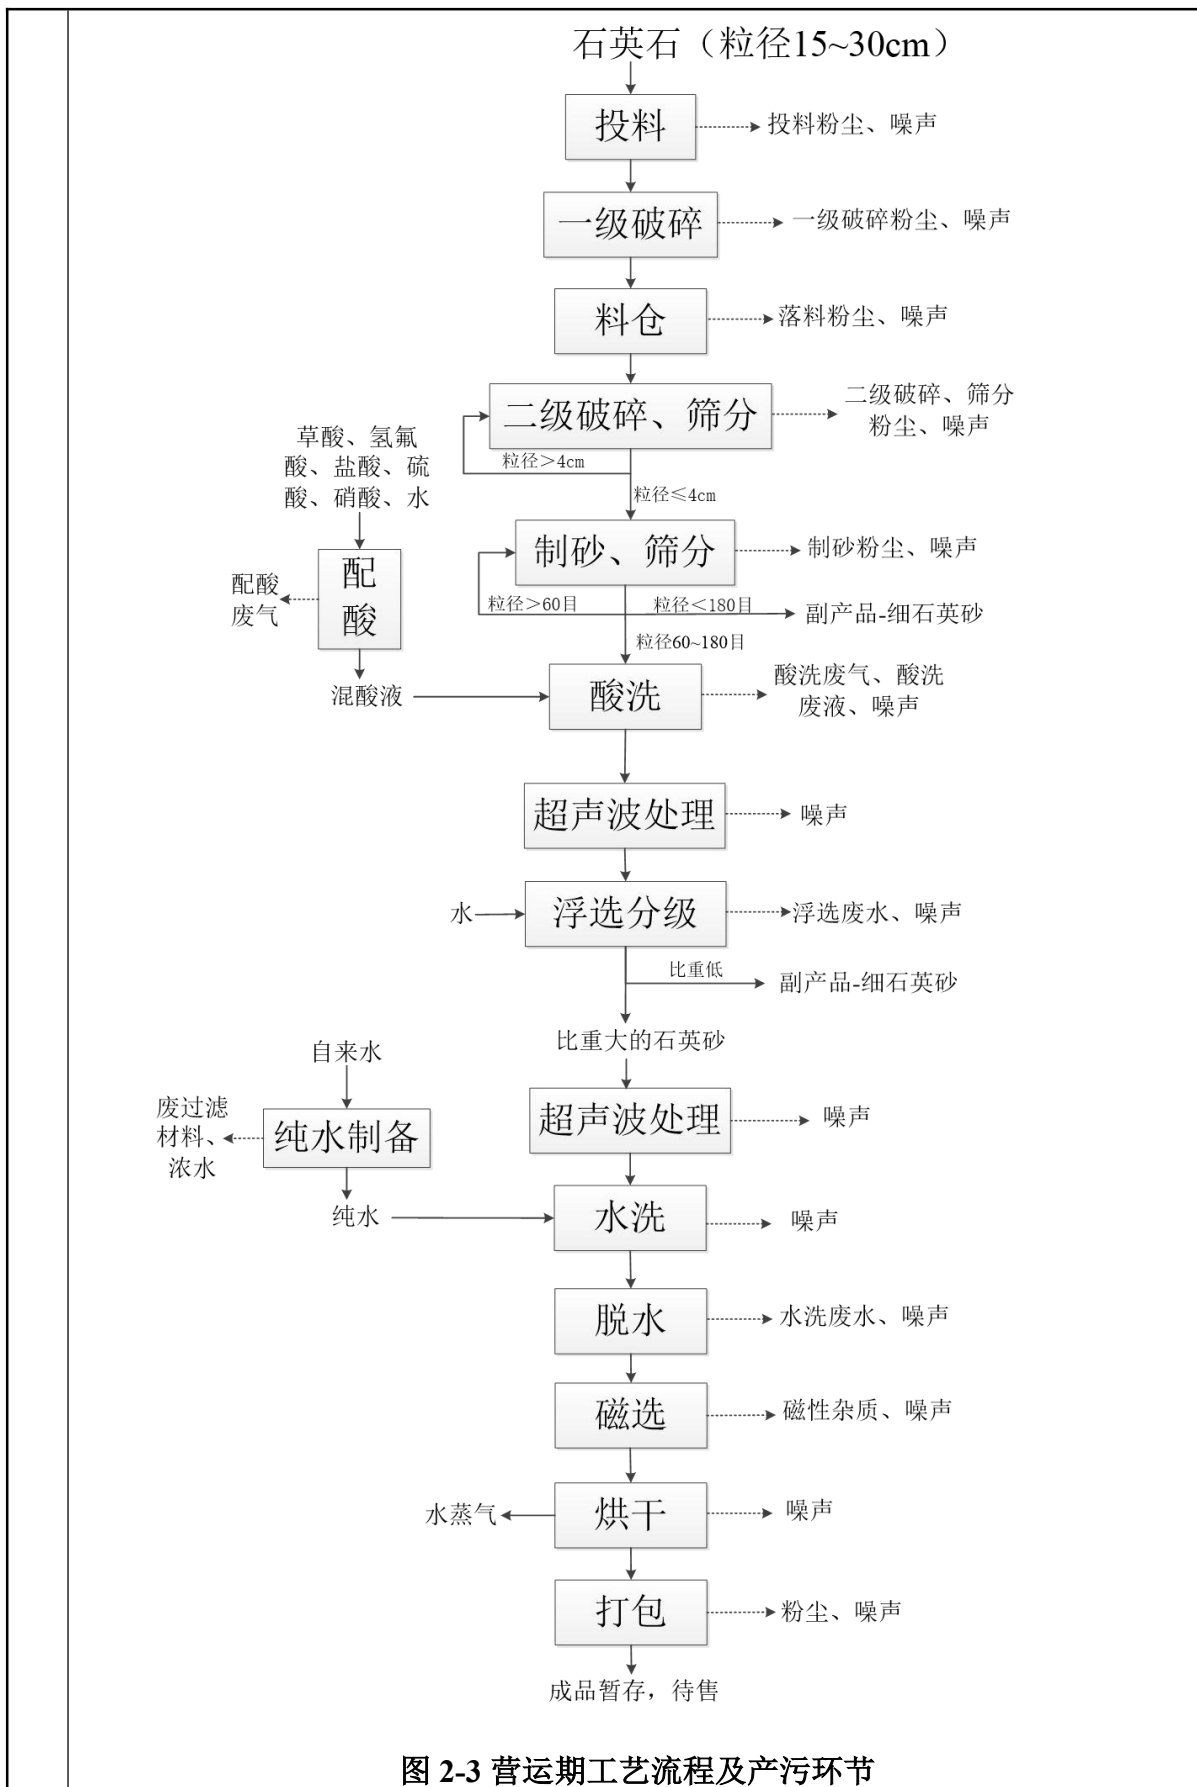 石英石（粒径15~30cm）
投料
投料粉尘、噪声
一级破碎
一级破碎粉尘、噪声
料仓
落料粉尘、噪声
二级破碎、筛分
二级破碎、筛分
粉尘、噪声
粒径>4cm
粒径≤4cm
草酸、氢氟
酸、盐酸、硫
酸、硝酸、水
配
酸
配酸
废气
混酸液
制砂、筛分
制砂粉尘、噪声
粒径>60目
粒径<180目
副产品-细石英砂
粒径60~180目
酸洗
酸洗废气、酸洗
废液、噪声
超声波处理
噪声
水
浮选分级
浮选废水、噪声
比重低
副产品-细石英砂
比重大的石英砂
自来水
纯水制备
废过滤
材料、
浓水
纯水
超声波处理
噪声
水洗
噪声
脱水
水洗废水、噪声
磁选
磁性杂质、噪声
水蒸气
烘干
噪声
打包
粉尘、噪声
成品暂存，待售
图 2-3 营运期工艺流程及产污环节